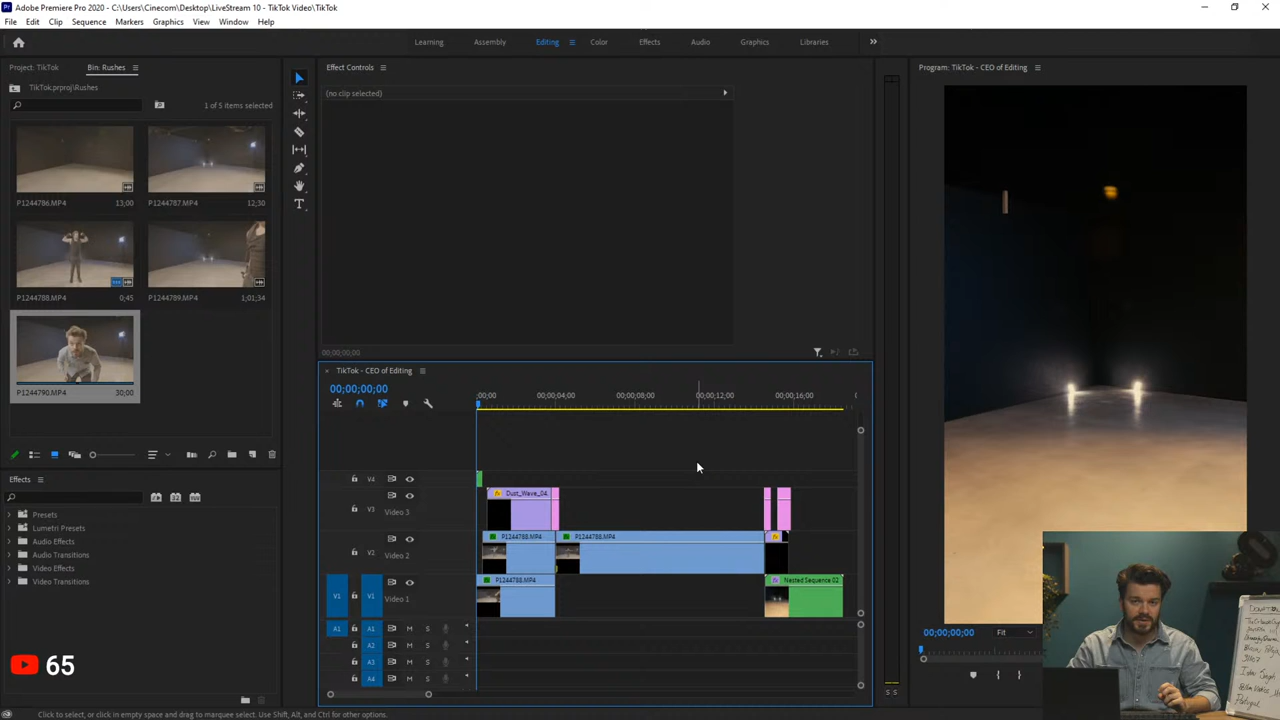 Adobe Premiere Pro 2020 - C:\Users\Cinecom\Desktop\LiveStream 10 - TikTok Video\TikTok
File Edit Clip Sequence Markers Graphics View Window Help
Learning Assembly Editing Color Effects Audio Graphics Libraries
Project: TikTok Bin: Rushes
TikTok.prproj\Rushes
1 of 5 items selected
P1244786.MP4 13;00
P1244787.MP4 12;30
P1244788.MP4 0;45
P1244789.MP4 1;01;34
P1244790.MP4 30;00
Effect Controls
(no clip selected)
00;00;00;00
Program: TikTok - CEO of Editing
TikTok - CEO of Editing
00;00;00;00
;00;00 00;00;04;00 00;00;08;00 00;00;12;00 00;00;16;00
V4
V3 Video 3
Dust_Wave_04.
V2 Video 2
P1244788.MP4 P1244788.MP4
V1 V1 Video 1
P1244788.MP4 Nested Sequence 02
A1 A1 M S
A2 M S
A3 M S
A4 M S
S S
Effects
Presets
Lumetri Presets
Audio Effects
Audio Transitions
Video Effects
Video Transitions
65
00;00;00;00 Fit
Click to select, or click in empty space and drag to marquee select. Use Shift, Alt, and Ctrl for other options.